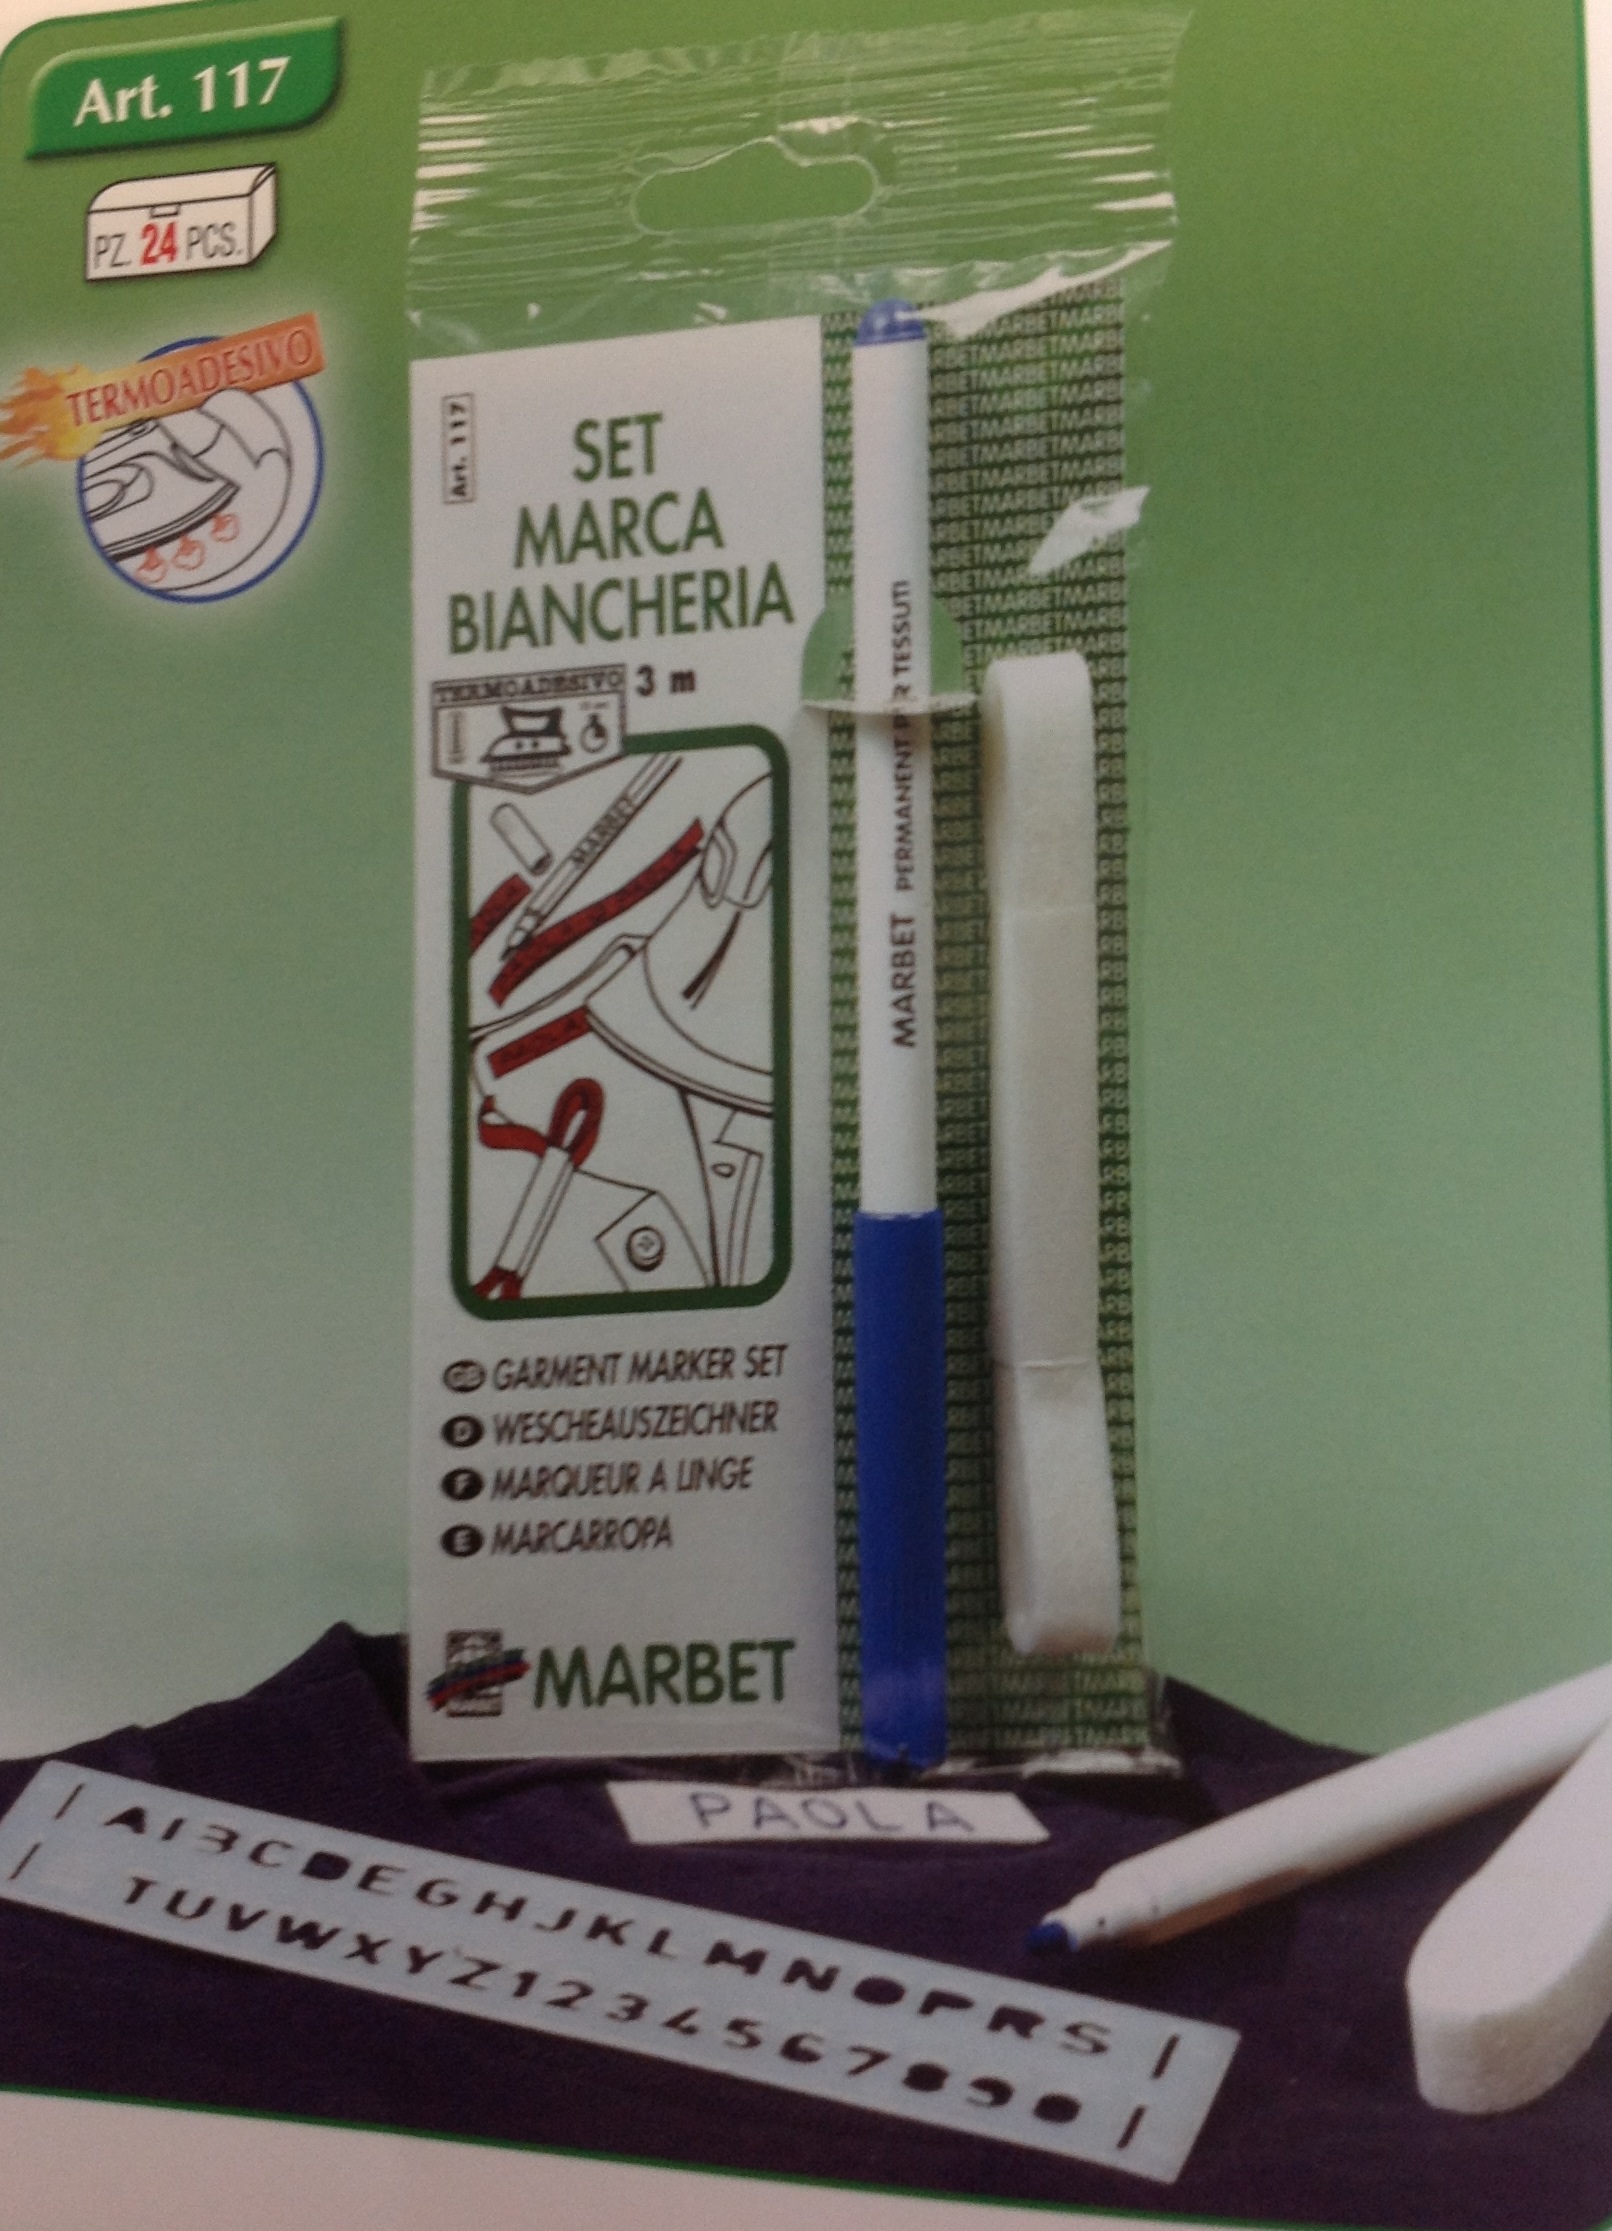 Art. 117
PZ. 24 PCS.
TERMOADESIVO
Art. 117
SET
MARCA
BIANCHERIA
TERMOADESIVO 3 m
MARBET
MARBET PERMANENT PER TESSUTI
GB GARMENT MARKER SET
D WESCHEAUSZEICHNER
F MARQUEUR A LINGE
E MARCARROPA
MARBET
PAOLA
ABCDEGHJKLMNOPRS
TUVWXYZ1234567890